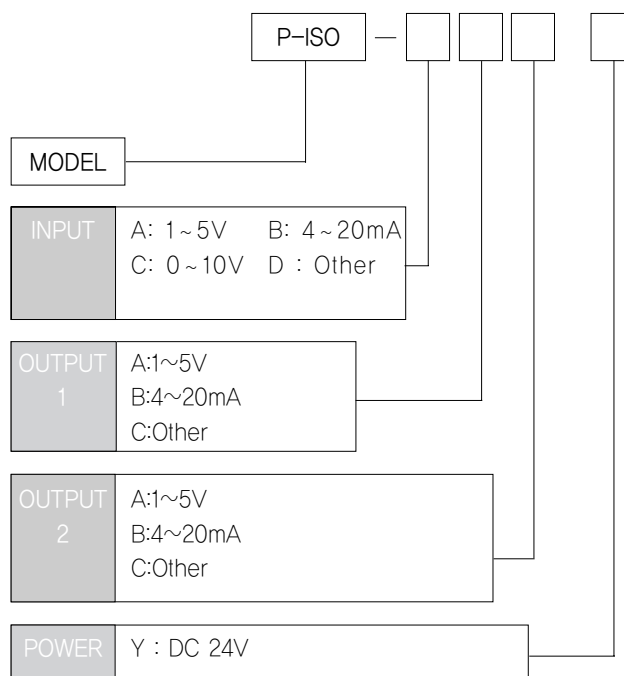 P-ISO —
MODEL
INPUT
A: 1~5V B: 4~20mA
C: 0~10V D : Other
OUTPUT
1
A:1~5V
B:4~20mA
C:Other
OUTPUT
2
A:1~5V
B:4~20mA
C:Other
POWER
Y : DC 24V